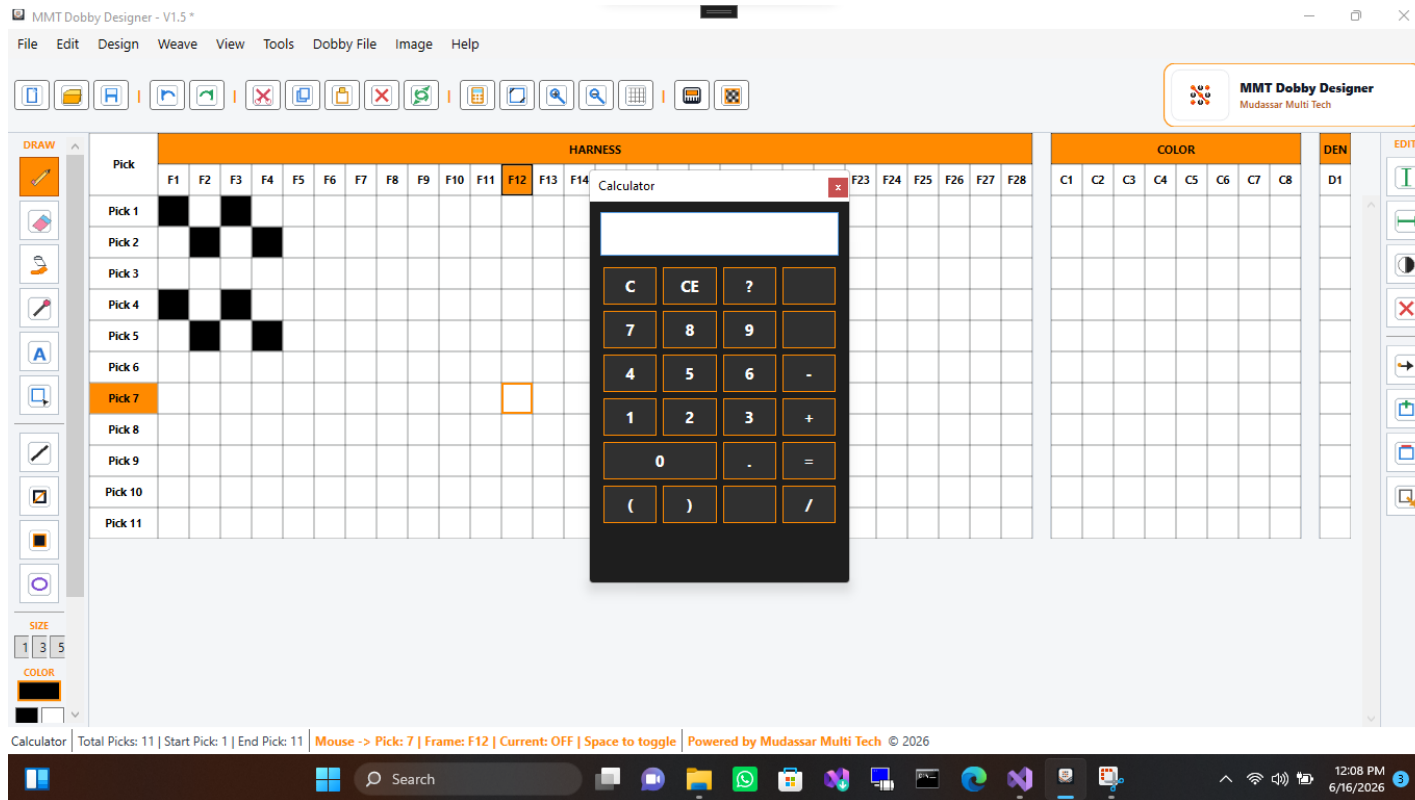 MMT Dobby Designer - V1.5 *
File Edit Design Weave View Tools Dobby File Image Help
MMT Dobby Designer
Mudassar Multi Tech
DRAW
Pick
HARNESS
COLOR
DEN
EDIT
F1 F2 F3 F4 F5 F6 F7 F8 F9 F10 F11 F12 F13 F14 F23 F24 F25 F26 F27 F28 C1 C2 C3 C4 C5 C6 C7 C8 D1
Pick 1
Pick 2
Pick 3
Pick 4
Pick 5
Pick 6
Pick 7
Pick 8
Pick 9
Pick 10
Pick 11
A
Calculator x
C CE ?
7 8 9
4 5 6 -
1 2 3 +
0 . =
( ) /
SIZE
1 3 5
COLOR
Calculator Total Picks: 11 | Start Pick: 1 | End Pick: 11 Mouse -> Pick: 7 | Frame: F12 | Current: OFF | Space to toggle Powered by Mudassar Multi Tech © 2026
Search
12:08 PM
6/16/2026 3